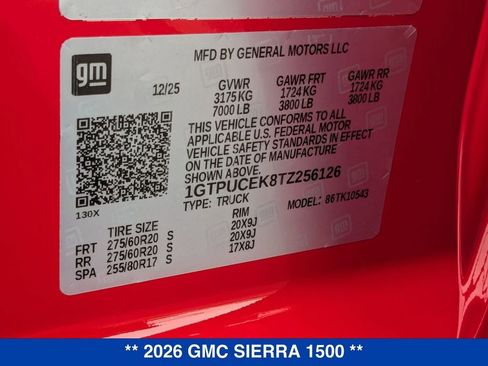 gm
MFD BY GENERAL MOTORS LLC
12/25 GVWR GAWR FRT GAWR RR
3175 KG 1724 KG 1724 KG
7000 LB 3800 LB 3800 LB
THIS VEHICLE CONFORMS TO ALL
APPLICABLE U.S. FEDERAL MOTOR
VEHICLE SAFETY STANDARDS IN
EFFECT ON THE DATE OF MANUFACTURE
SHOWN ABOVE.
1GTPUCEK8TZ256126
TYPE: TRUCK MODEL: 86TK10543
130X
TIRE SIZE RIM
FRT 275/60R20 S 20X9J
RR 275/60R20 S 20X9J
SPA 255/80R17 S 17X8J
** 2026 GMC SIERRA 1500 **